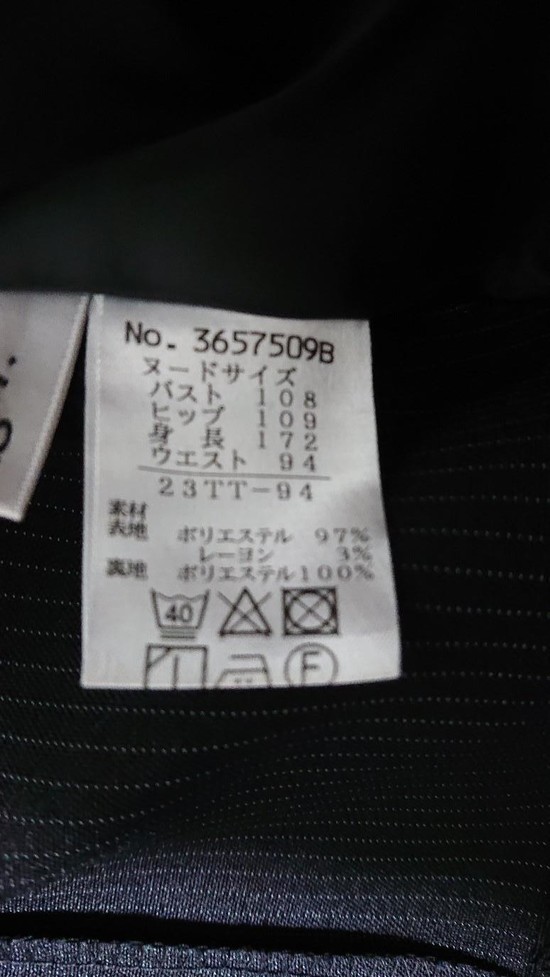 No. 3657509B
ヌードサイズ
バスト 108
ヒップ 109
身 長 172
ウエスト 94
23TT-94
素材
表地 ポリエステル 97%
レーヨン 3%
裏地 ポリエステル100%
40
F